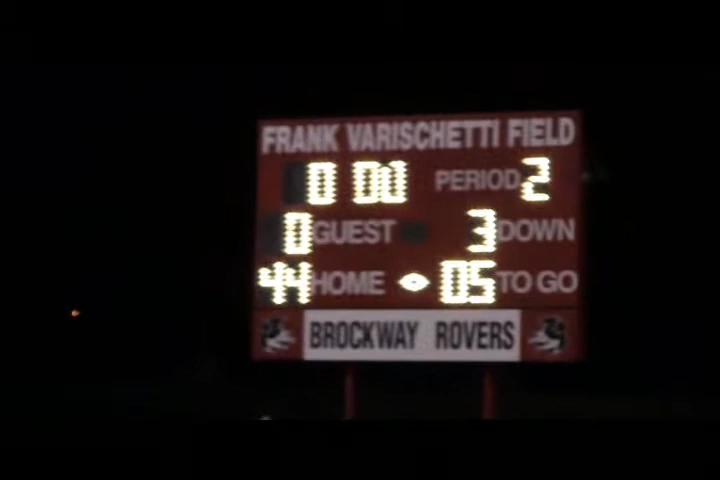 FRANK VARISCHETTI FIELD
0 00 PERIOD 2
0 GUEST 3 DOWN
44 HOME 05 TO GO
BROCKWAY ROVERS